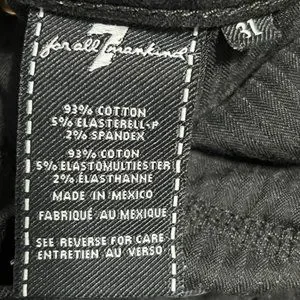 7
for all mankind
31
93% COTTON
5% ELASTERELL-P
2% SPANDEX
93% COTON
5% ELASTOMULTIESTER
2% ELASTHANNE
MADE IN MEXICO
FABRIQUÉ AU MEXIQUE
SEE REVERSE FOR CARE
ENTRETIEN AU VERSO